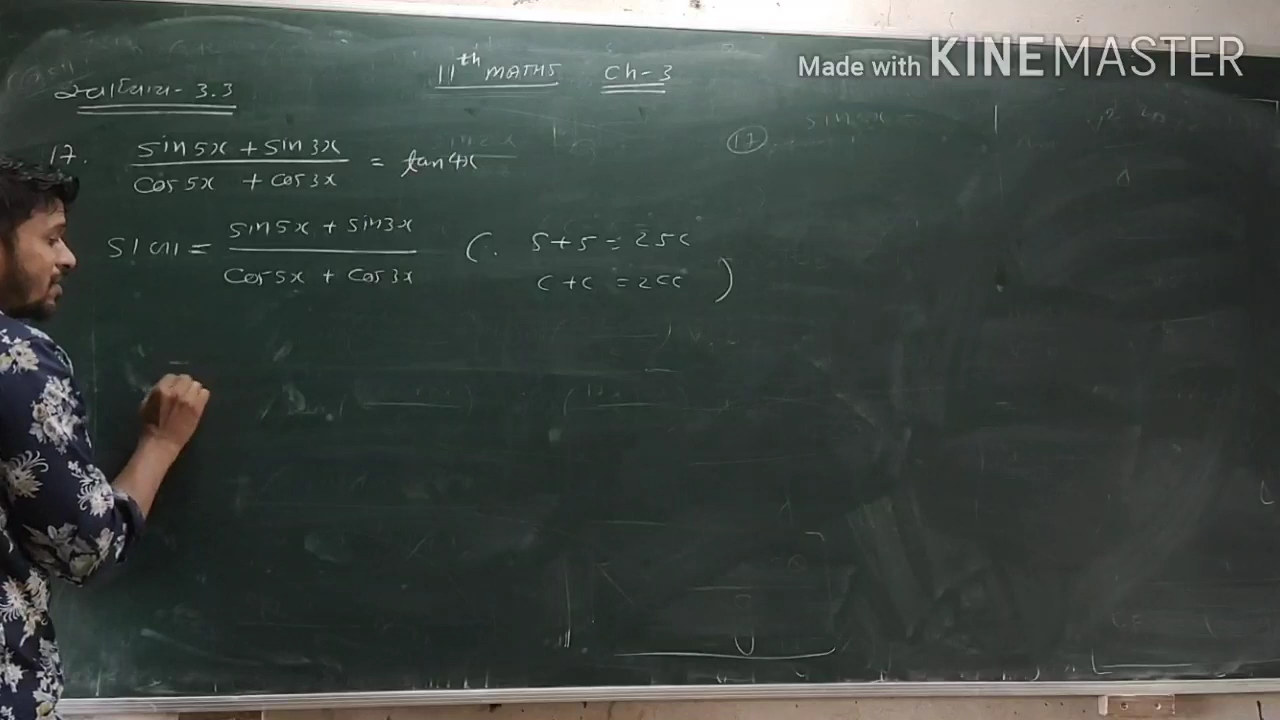 Made with KINEMASTER
11th MATHS Ch-3
સ્વાધ્યાય - 3.3
17. sin5x + sin3x / cos5x + cos3x = tan4x
= sin5x + sin3x / cos5x + cos3x (. S+S = 2SC
C+C = 2CC )
(17)